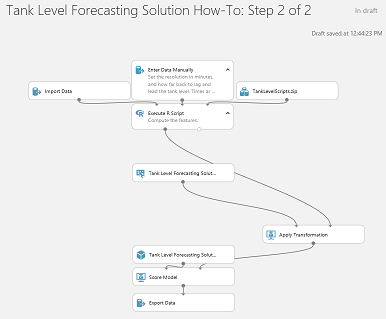 Tank Level Forecasting Solution How-To: Step 2 of 2
In draft
Draft saved at 12:44:23 PM
Import Data
Enter Data Manually
Set the resolution in minutes,
and how far back to lag and
lead the tank level. Times ar ...
TankLevelScripts.zip
Execute R Script
Compute the features.
Tank Level Forecasting Solut...
Apply Transformation
Tank Level Forecasting Solut...
Score Model
Export Data